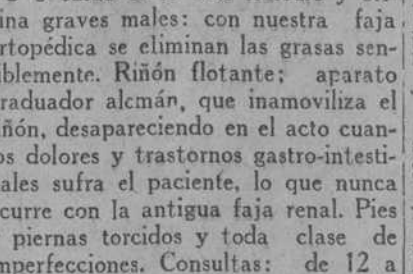 ina graves males: con nuestra faja
rtopédica se eliminan las grasas sen-
iblemente. Riñón flotante: aparato
raduador alemán, que inamoviliza el
iñón, desapareciendo en el acto cuan-
os dolores y trastornos gastro-intesti-
ales sufra el paciente, lo que nunca
curre con la antigua faja renal. Pies
piernas torcidos y toda clase de
mperfecciones. Consultas: de 12 a